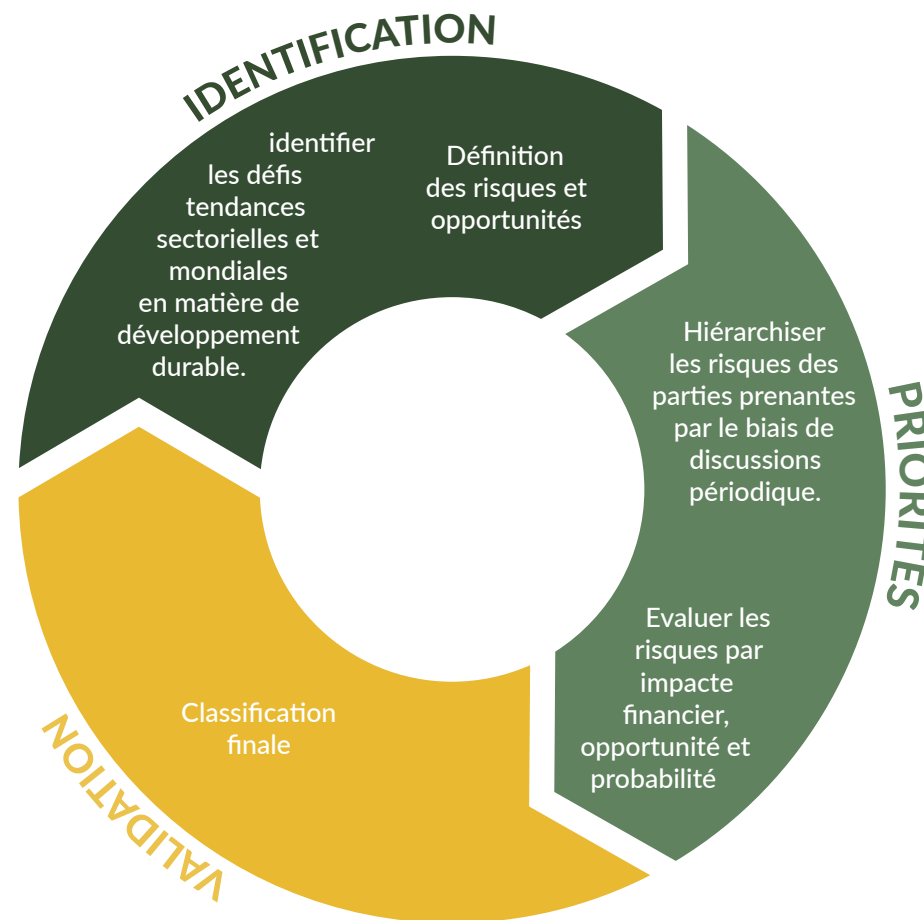 IDENTIFICATION
identifier
les défis
tendances
sectorielles et
mondiales
en matière de
développement
durable.
Définition
des risques et
opportunités
PRIORITES
Hiérarchiser
les risques des
parties prenantes
par le biais de
discussions
périodique.
Evaluer les
risques par
impacte
financier,
opportunité et
probabilité
VALIDATION
Classification
finale